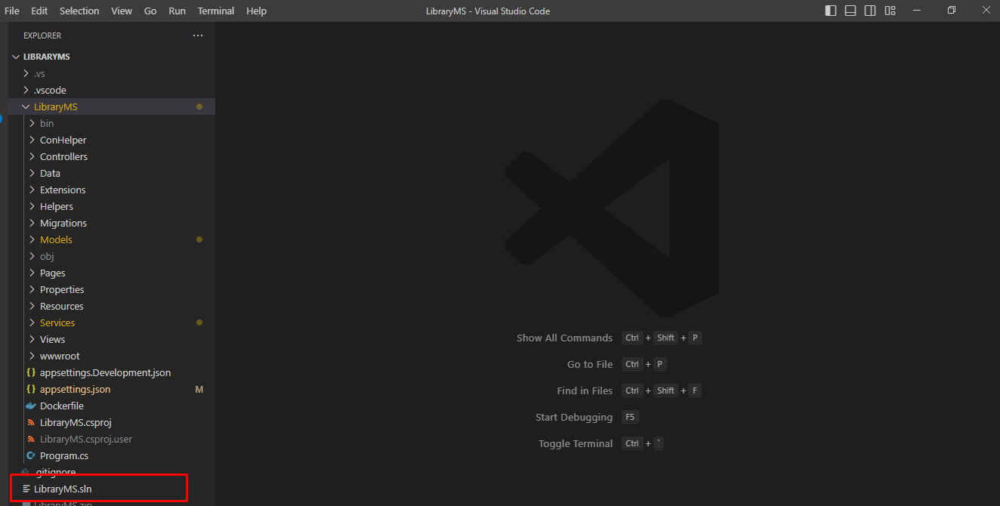 File Edit Selection View Go Run Terminal Help LibraryMS - Visual Studio Code
EXPLORER ...
LIBRARYMS
.vs
.vscode
LibraryMS
bin
ConHelper
Controllers
Data
Extensions
Helpers
Migrations
Models
obj
Pages
Properties
Resources
Services
Views
wwwroot
{} appsettings.Development.json
{} appsettings.json M
Dockerfile
LibraryMS.csproj
LibraryMS.csproj.user
C# Program.cs
.gitignore
LibraryMS.sln
LibraryMS.zip
Show All Commands Ctrl + Shift + P
Go to File Ctrl + P
Find in Files Ctrl + Shift + F
Start Debugging F5
Toggle Terminal Ctrl + `